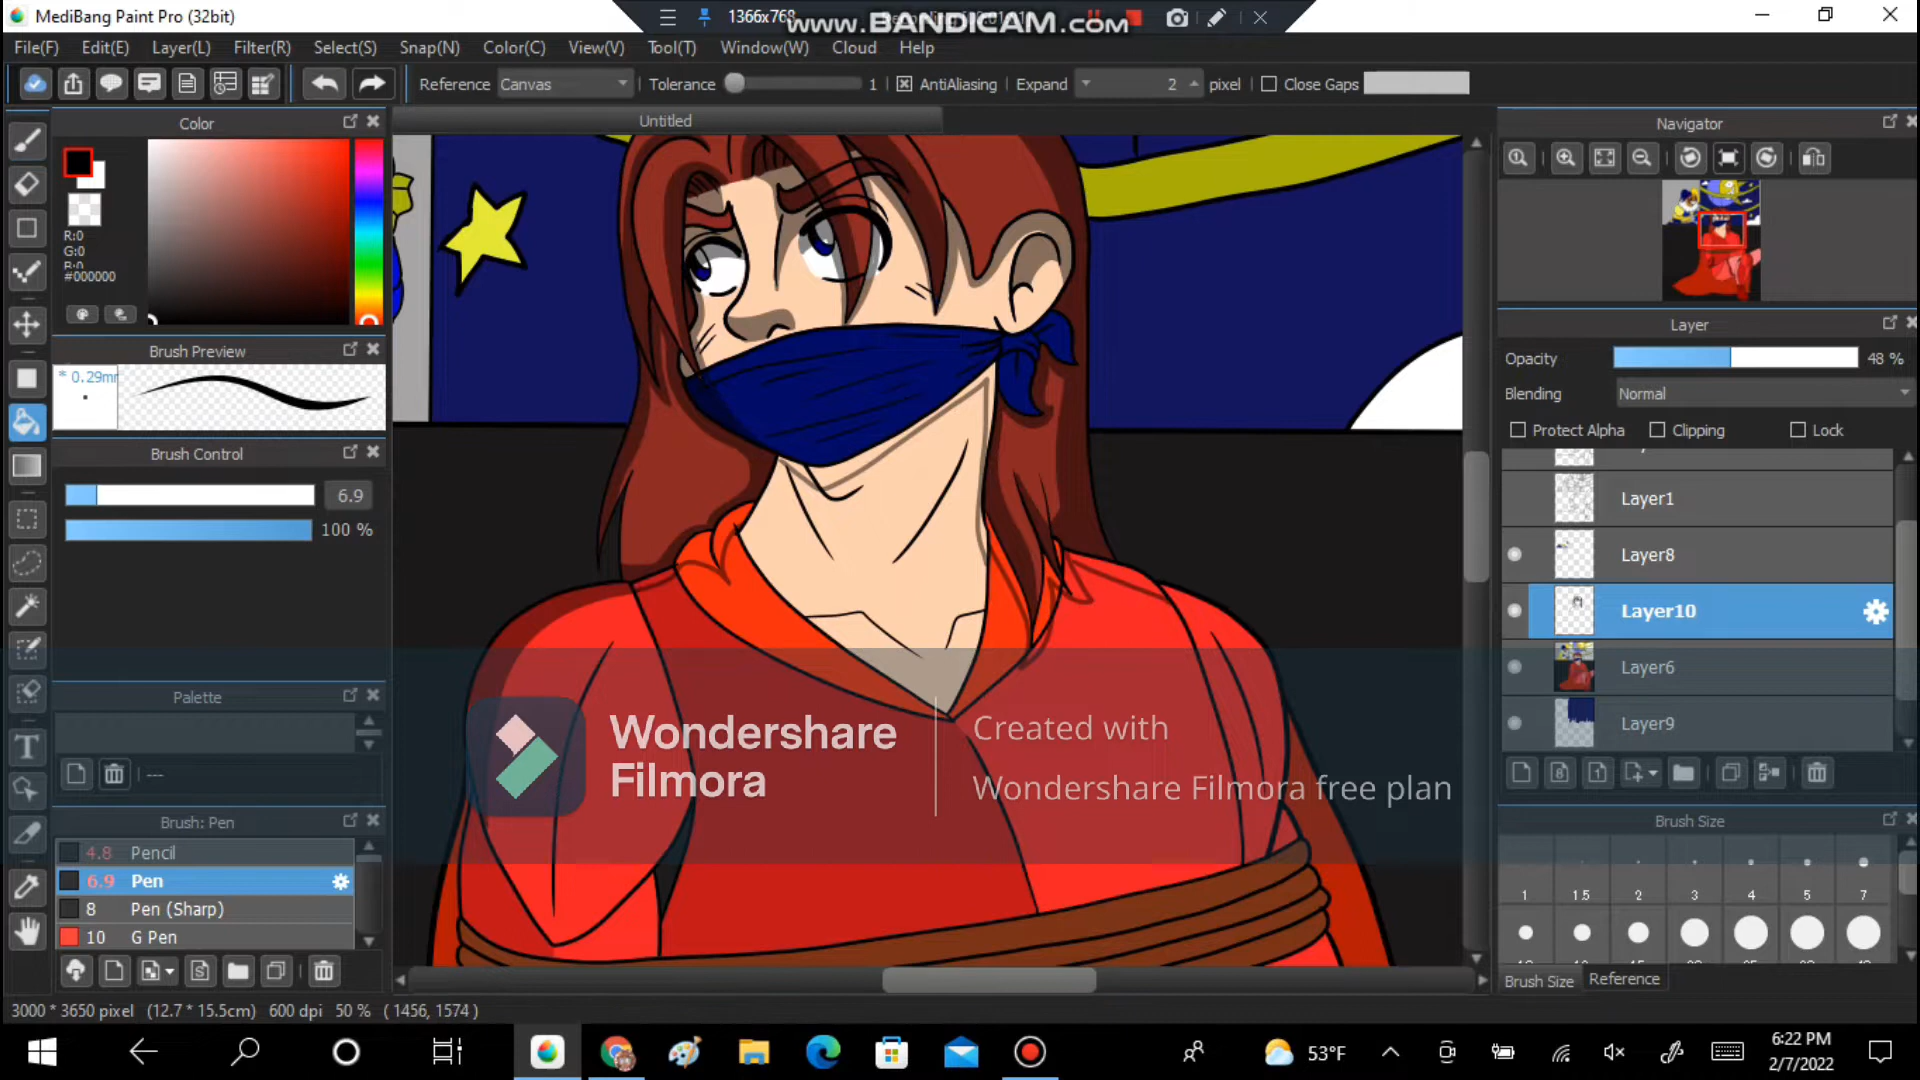 MediBang Paint Pro (32bit)
1366x768
www.BANDICAM.com
File(F) Edit(E) Layer(L) Filter(R) Select(S) Snap(N) Color(C) View(V) Tool(T) Window(W) Cloud Help
Reference Canvas Tolerance 1 AntiAliasing Expand 2 pixel Close Gaps
Color
Untitled
Navigator
R:0
G:0
B:0
#000000
Brush Preview
* 0.29m
Brush Control
6.9
100 %
Layer
Opacity 48 %
Blending Normal
Protect Alpha Clipping Lock
Layer1
Layer8
Layer10
Layer6
Layer9
Palette
---
Brush: Pen
4.8 Pencil
6.9 Pen
8 Pen (Sharp)
10 G Pen
Wondershare
Filmora
Created with
Wondershare Filmora free plan
Brush Size
1 1.5 2 3 4 5 7
Brush Size Reference
3000 * 3650 pixel (12.7 * 15.5cm) 600 dpi 50 % ( 1456, 1574 )
53°F
6:22 PM
2/7/2022